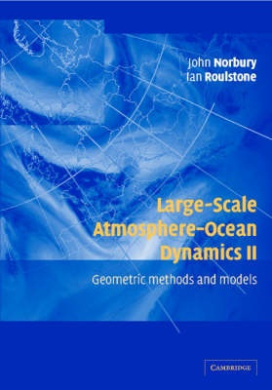 John Norbury
Ian Roulstone
Large-Scale
Atmosphere-Ocean
Dynamics II
Geometric methods and models
CAMBRIDGE